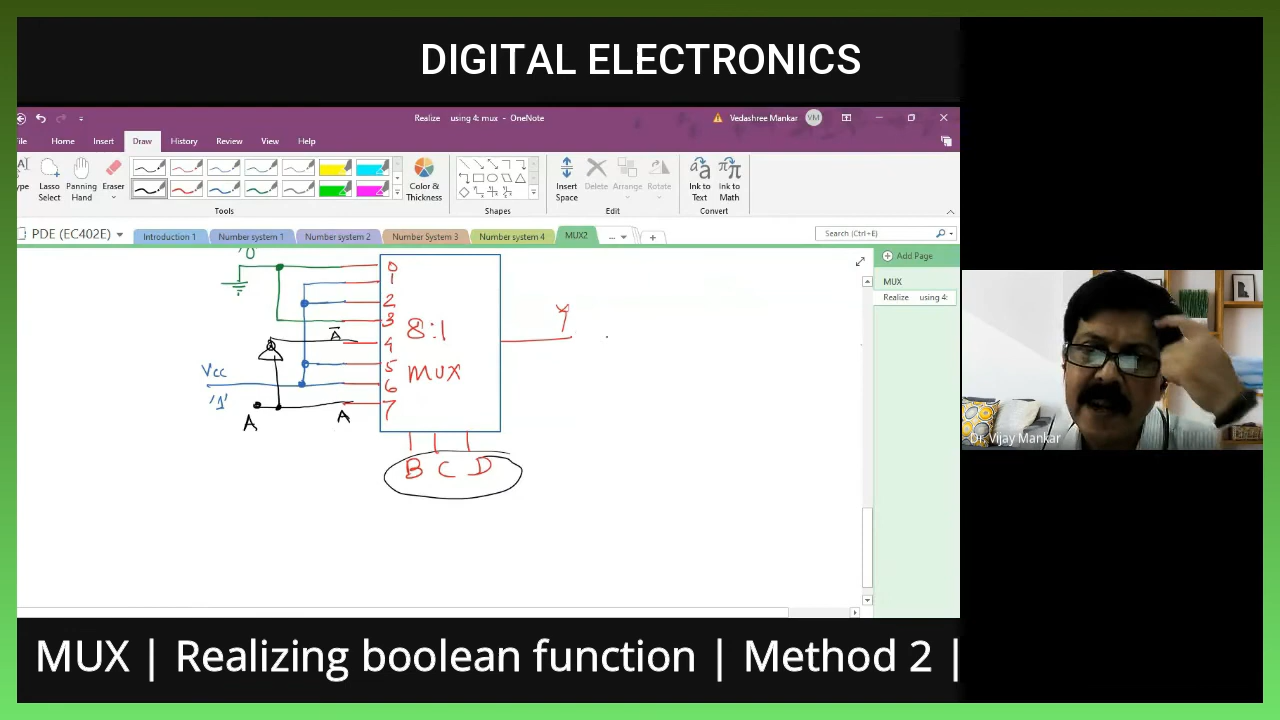 DIGITAL ELECTRONICS
Realize using 4: mux - OneNote
Vedashree Mankar VM
ile Home Insert Draw History Review View Help
ype Lasso Select Panning Hand Eraser Color & Thickness Insert Space Delete Arrange Rotate Ink to Text Ink to Math
Tools Shapes Edit Convert
PDE (EC402E) Introduction 1 Number system 1 Number system 2 Number System 3 Number system 4 MUX2 ... Search (Ctrl+E)
Add Page
MUX
Realize using 4:
'0'
0
1
2
3
Y
8:1
A̅
4
5
Vcc
MUX
6
'1'
7
A
A
B C D
Dr. Vijay Mankar
MUX | Realizing boolean function | Method 2 |